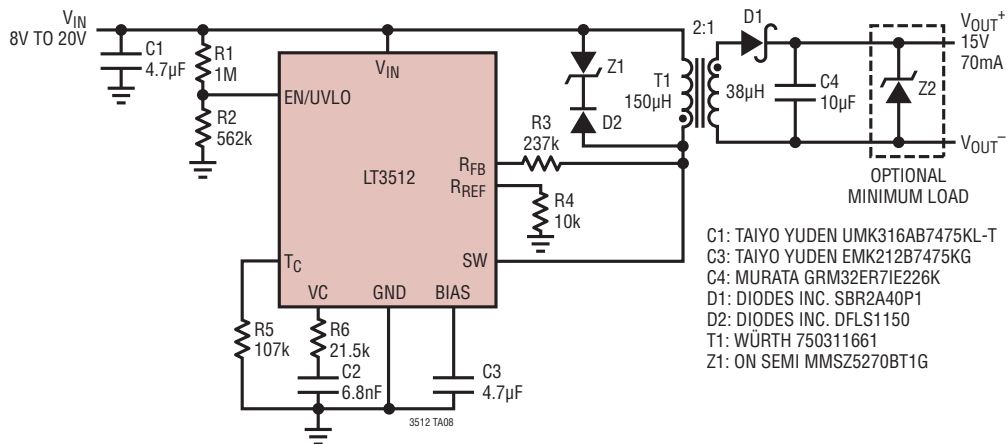 VIN
8V TO 20V
C1
4.7µF
R1
1M
R2
562k
VIN
EN/UVLO
LT3512
RFB
RREF
SW
TC
VC
GND
BIAS
R3
237k
R4
10k
Z1
D2
2:1
T1
150µH
38µH
D1
C4
10µF
Z2
VOUT+
15V
70mA
VOUT–
OPTIONAL
MINIMUM LOAD
R5
107k
R6
21.5k
C2
6.8nF
C3
4.7µF
3512 TA08
C1: TAIYO YUDEN UMK316AB7475KL-T
C3: TAIYO YUDEN EMK212B7475KG
C4: MURATA GRM32ER7IE226K
D1: DIODES INC. SBR2A40P1
D2: DIODES INC. DFLS1150
T1: WÜRTH 750311661
Z1: ON SEMI MMSZ5270BT1G